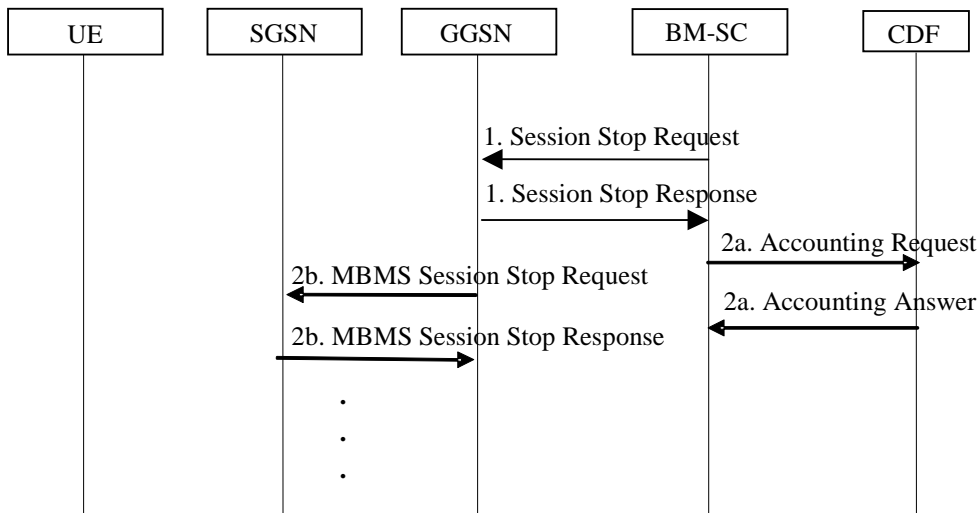 UE
SGSN
GGSN
BM-SC
CDF
1. Session Stop Request
1. Session Stop Response
2a. Accounting Request
2b. MBMS Session Stop Request
2a. Accounting Answer
2b. MBMS Session Stop Response